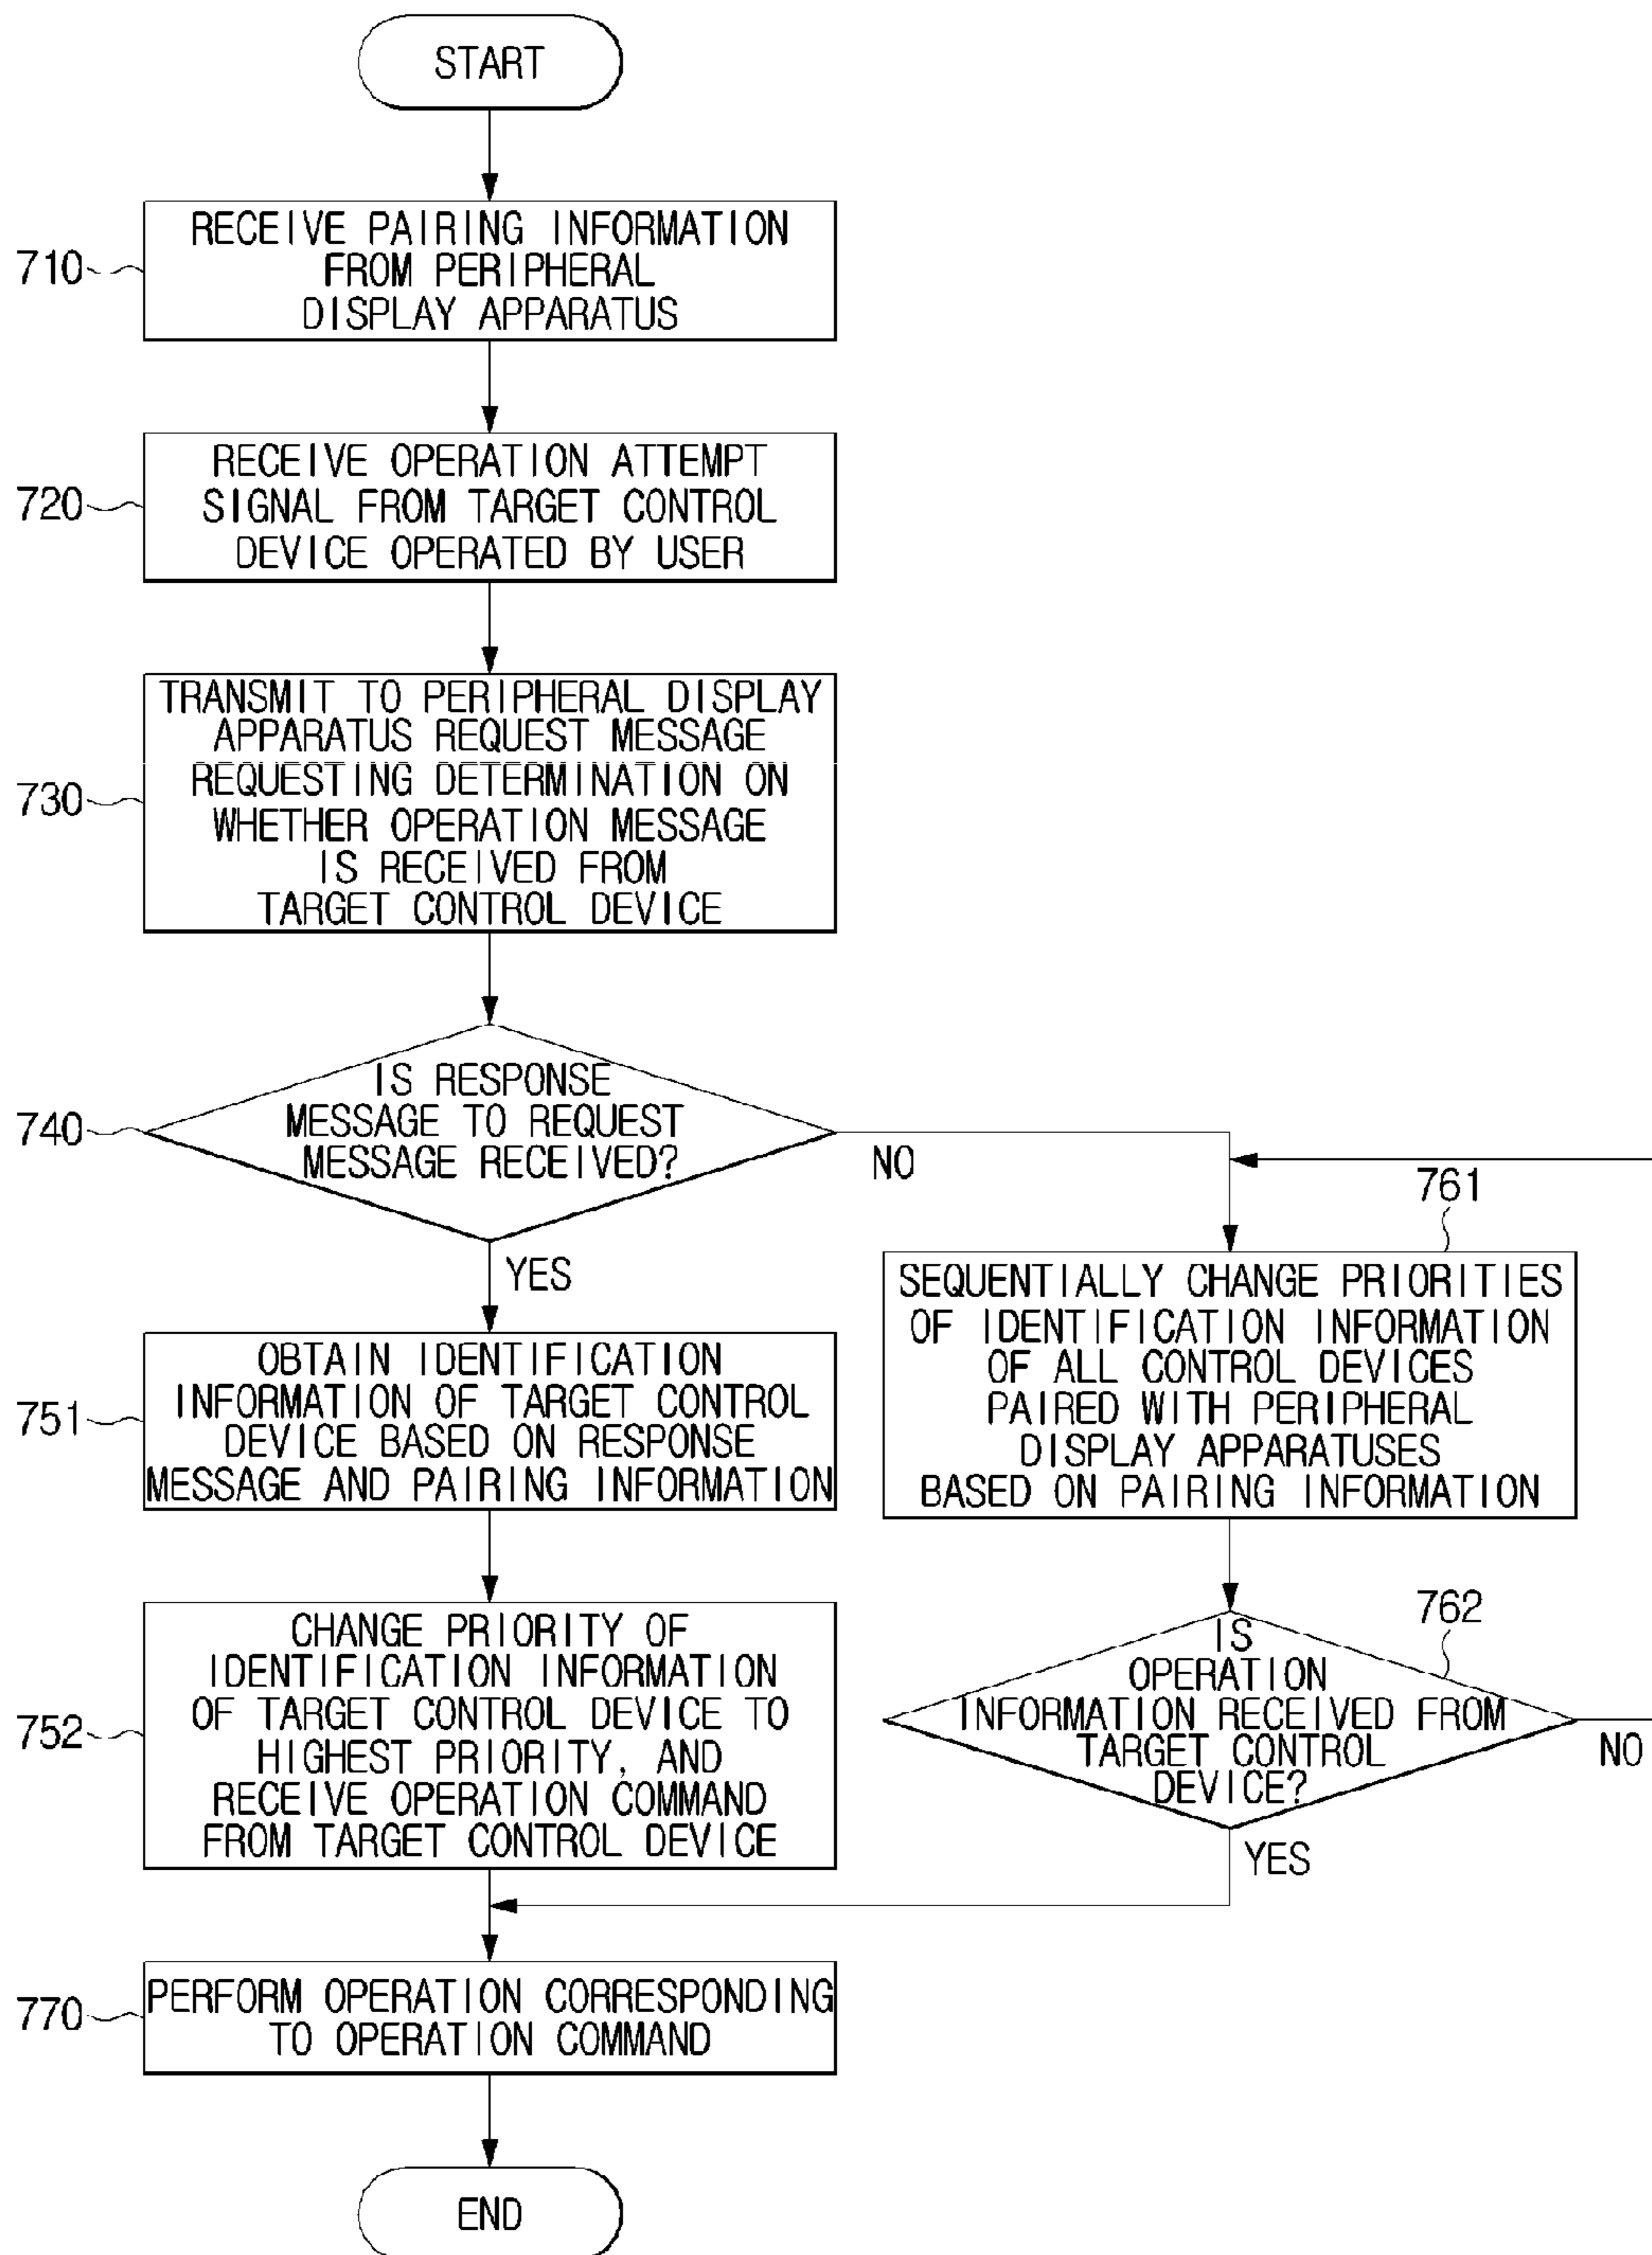 START
710
RECEIVE PAIRING INFORMATION
FROM PERIPHERAL
DISPLAY APPARATUS
720
RECEIVE OPERATION ATTEMPT
SIGNAL FROM TARGET CONTROL
DEVICE OPERATED BY USER
730
TRANSMIT TO PERIPHERAL DISPLAY
APPARATUS REQUEST MESSAGE
REQUESTING DETERMINATION ON
WHETHER OPERATION MESSAGE
IS RECEIVED FROM
TARGET CONTROL DEVICE
740
IS RESPONSE
MESSAGE TO REQUEST
MESSAGE RECEIVED?
NO
YES
751
OBTAIN IDENTIFICATION
INFORMATION OF TARGET CONTROL
DEVICE BASED ON RESPONSE
MESSAGE AND PAIRING INFORMATION
752
CHANGE PRIORITY OF
IDENTIFICATION INFORMATION
OF TARGET CONTROL DEVICE TO
HIGHEST PRIORITY, AND
RECEIVE OPERATION COMMAND
FROM TARGET CONTROL DEVICE
761
SEQUENTIALLY CHANGE PRIORITIES
OF IDENTIFICATION INFORMATION
OF ALL CONTROL DEVICES
PAIRED WITH PERIPHERAL
DISPLAY APPARATUSES
BASED ON PAIRING INFORMATION
762
IS
OPERATION
INFORMATION RECEIVED FROM
TARGET CONTROL
DEVICE?
NO
YES
770
PERFORM OPERATION CORRESPONDING
TO OPERATION COMMAND
END